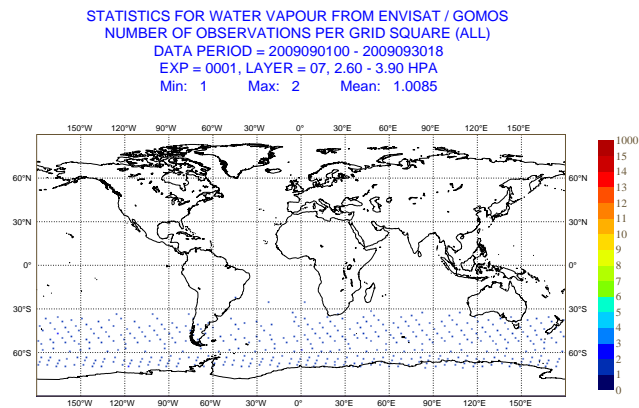 STATISTICS FOR WATER VAPOUR FROM ENVISAT / GOMOS
NUMBER OF OBSERVATIONS PER GRID SQUARE (ALL)
DATA PERIOD = 2009090100 - 2009093018
EXP = 0001, LAYER = 07, 2.60 - 3.90 HPA
Min: 1 Max: 2 Mean: 1.0085
150°W 120°W 90°W 60°W 30°W 0° 30°E 60°E 90°E 120°E 150°E
60°N 60°N
30°N 30°N
0° 0°
30°S 30°S
60°S 60°S
150°W 120°W 90°W 60°W 30°W 0° 30°E 60°E 90°E 120°E 150°E
1000
15
14
13
12
11
10
9
8
7
6
5
4
3
2
1
0